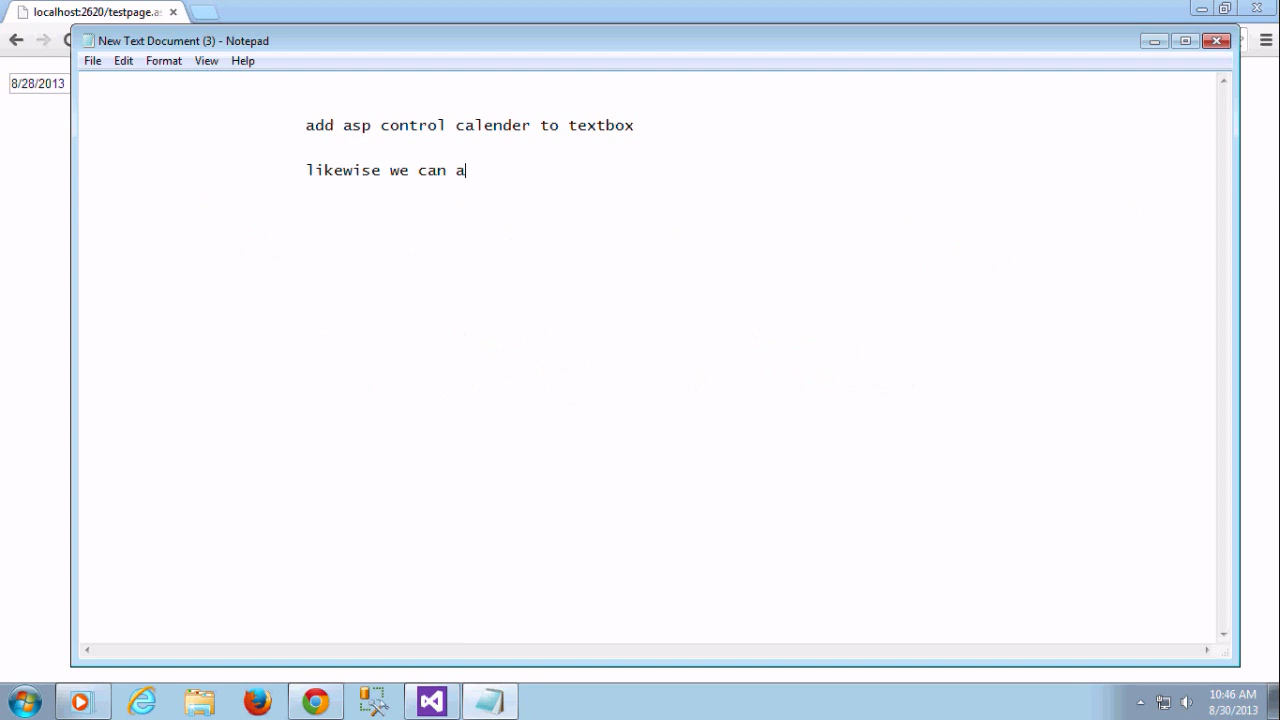 localhost:2620/testpage.as
New Text Document (3) - Notepad
File Edit Format View Help
8/28/2013
add asp control calender to textbox
likewise we can a
10:46 AM
8/30/2013